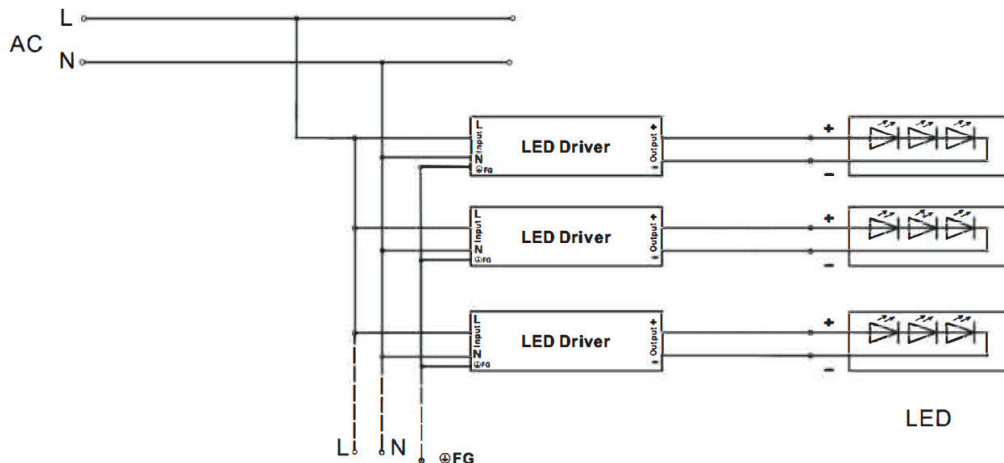 L
AC
N
L
Input
N
⏚FG
LED Driver
+
Output
-
+
-
L
Input
N
⏚FG
LED Driver
+
Output
-
+
-
L
Input
N
⏚FG
LED Driver
+
Output
-
+
-
LED
L
N
⏚FG